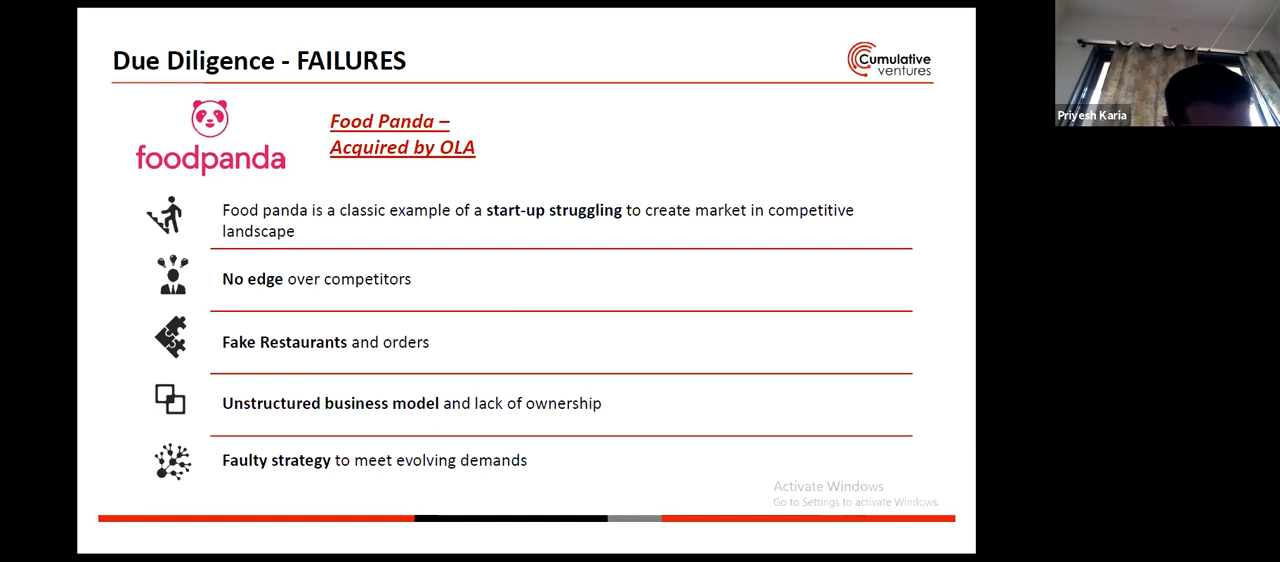 Due Diligence - FAILURES
Cumulative
ventures
foodpanda
Food Panda –
Acquired by OLA
Food panda is a classic example of a start-up struggling to create market in competitive
landscape
No edge over competitors
Fake Restaurants and orders
Unstructured business model and lack of ownership
Faulty strategy to meet evolving demands
Activate Windows
Go to Settings to activate Windows.
Priyesh Karia